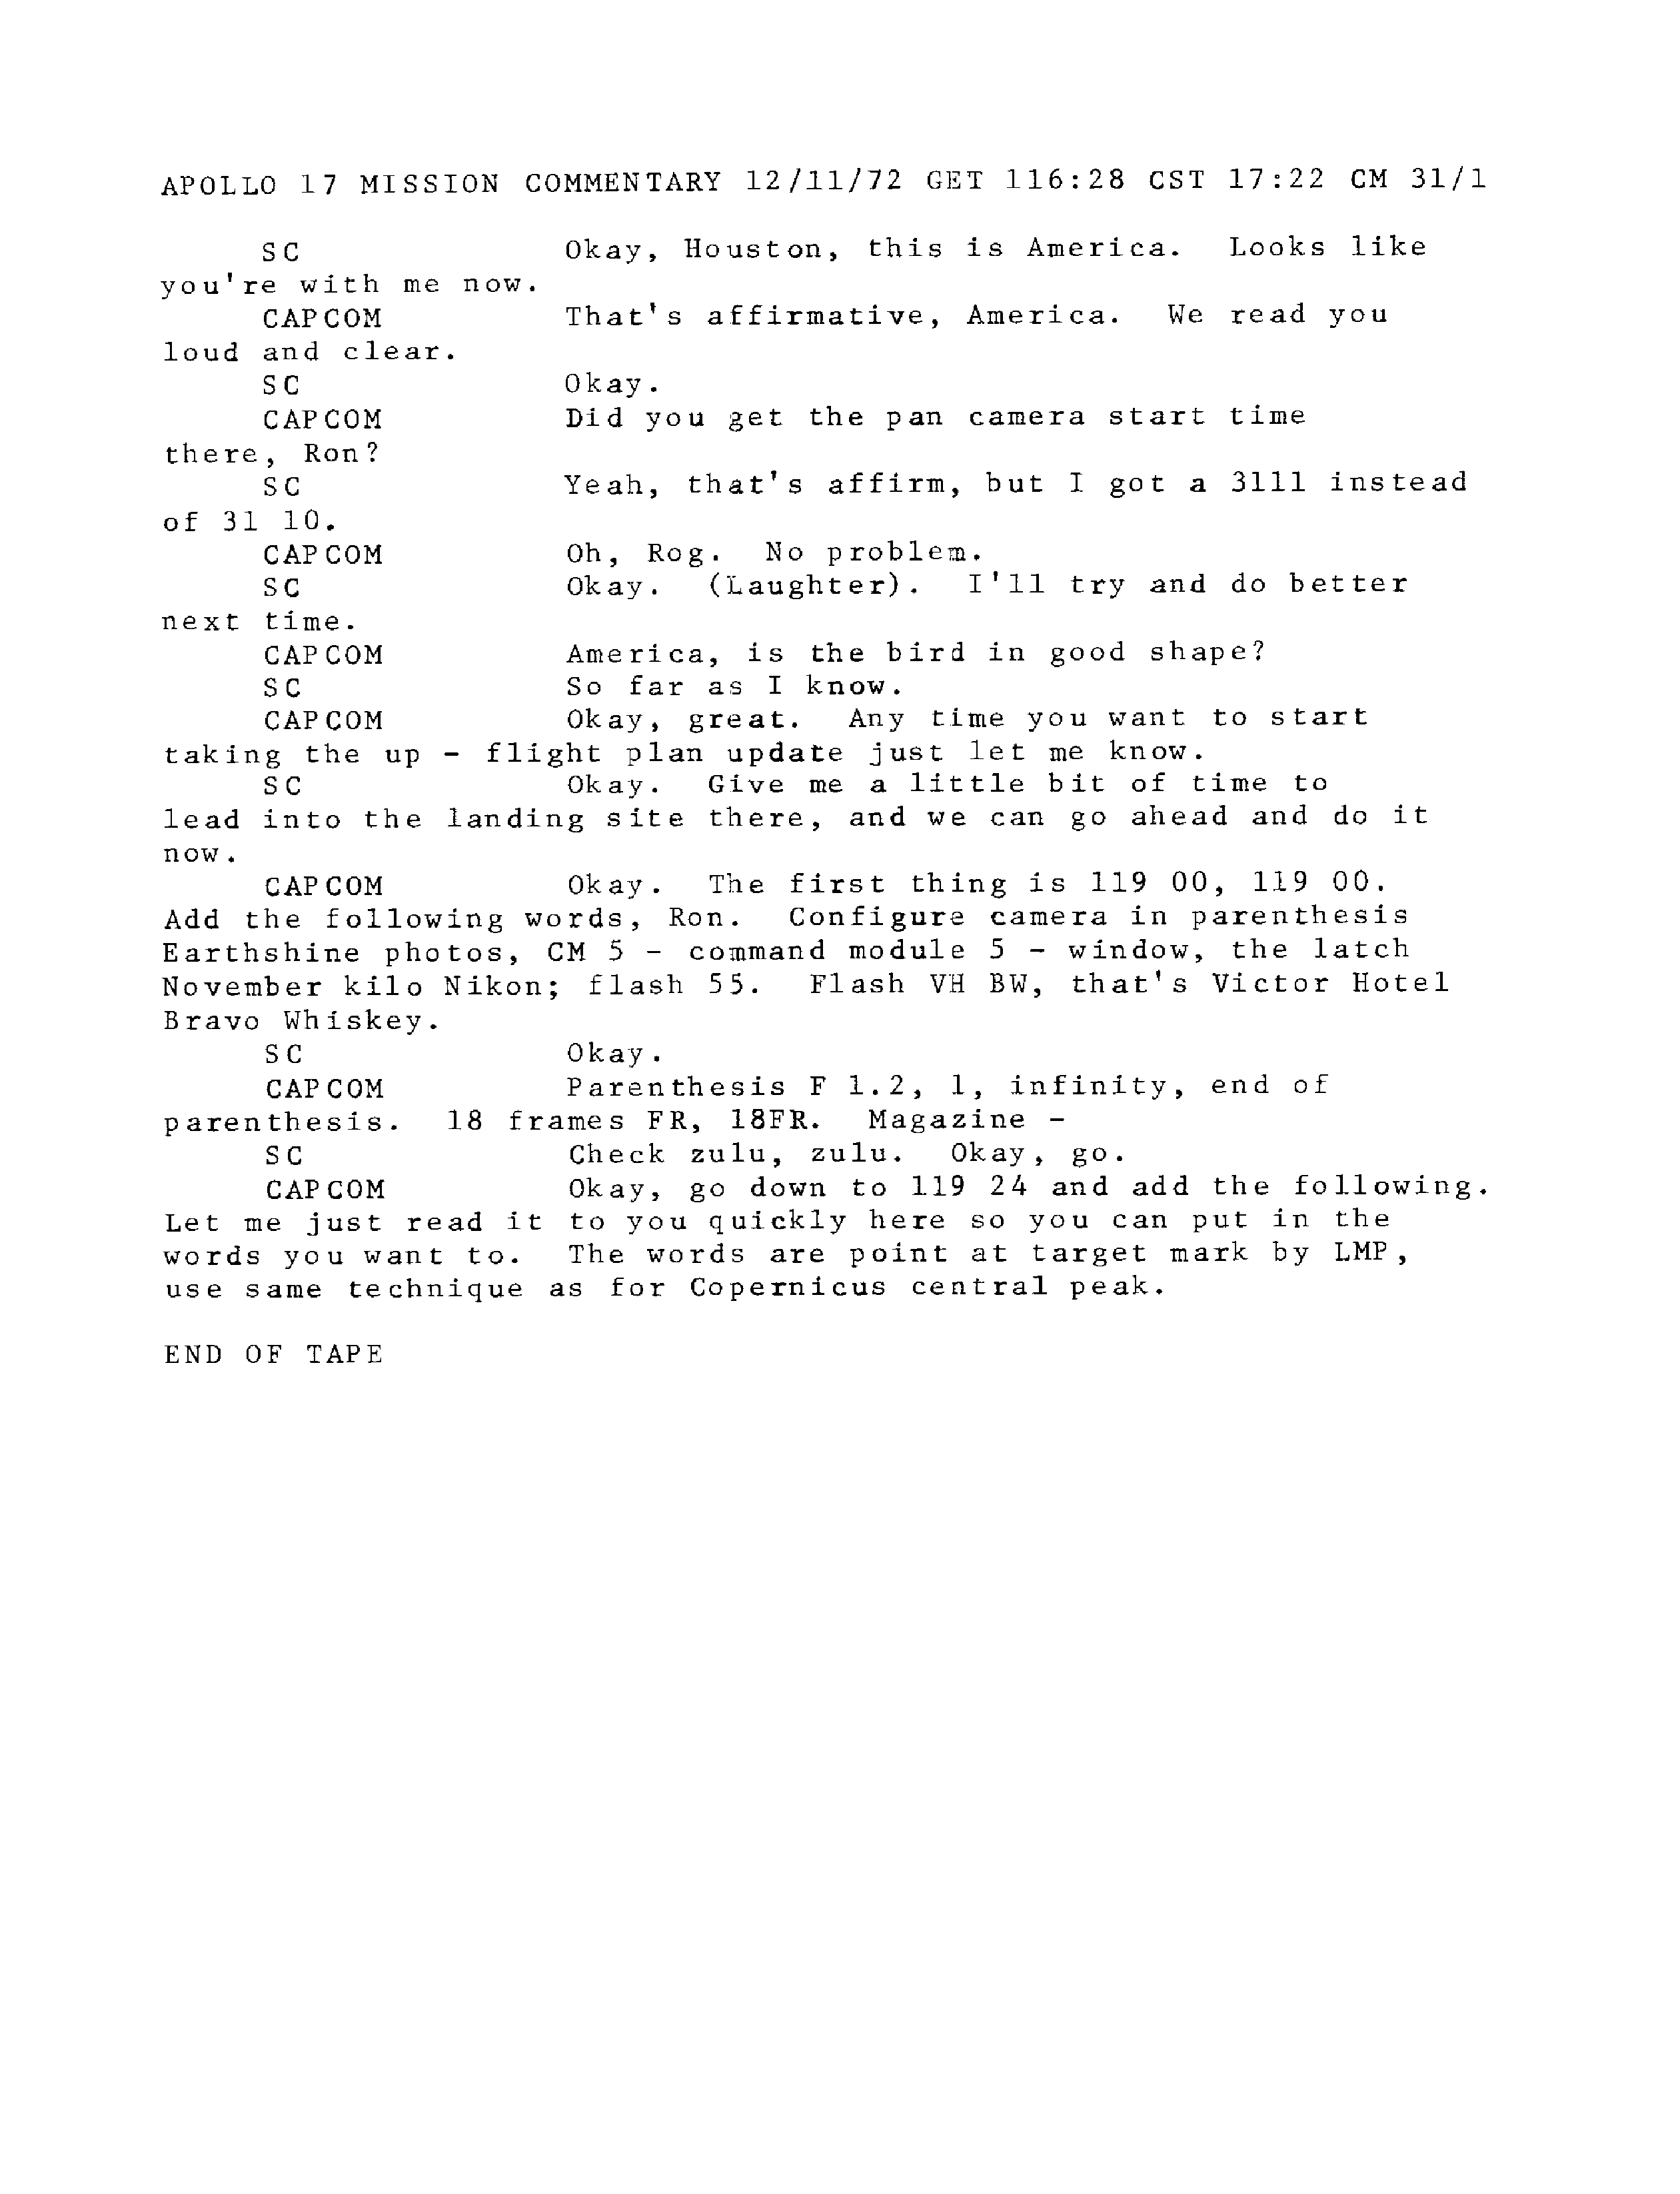 APOLLO 17 MISSION COMMENTARY 12/11/72 GET 116:28 CST 17:22 CM 31/1
SC Okay, Houston, this is America. Looks like
you're with me now.
CAPCOM That's affirmative, America. We read you
loud and clear.
SC Okay.
CAPCOM Did you get the pan camera start time
there, Ron?
SC Yeah, that's affirm, but I got a 3111 instead
of 31 10.
CAPCOM Oh, Rog. No problem.
SC Okay. (Laughter). I'll try and do better
next time.
CAPCOM America, is the bird in good shape?
SC So far as I know.
CAPCOM Okay, great. Any time you want to start
taking the up - flight plan update just let me know.
SC Okay. Give me a little bit of time to
lead into the landing site there, and we can go ahead and do it
now.
CAPCOM Okay. The first thing is 119 00, 119 00.
Add the following words, Ron. Configure camera in parenthesis
Earthshine photos, CM 5 - command module 5 - window, the latch
November kilo Nikon; flash 55. Flash VH BW, that's Victor Hotel
Bravo Whiskey.
SC Okay.
CAPCOM Parenthesis F 1.2, 1, infinity, end of
parenthesis. 18 frames FR, 18FR. Magazine -
SC Check zulu, zulu. Okay, go.
CAPCOM Okay, go down to 119 24 and add the following.
Let me just read it to you quickly here so you can put in the
words you want to. The words are point at target mark by LMP,
use same technique as for Copernicus central peak.
END OF TAPE